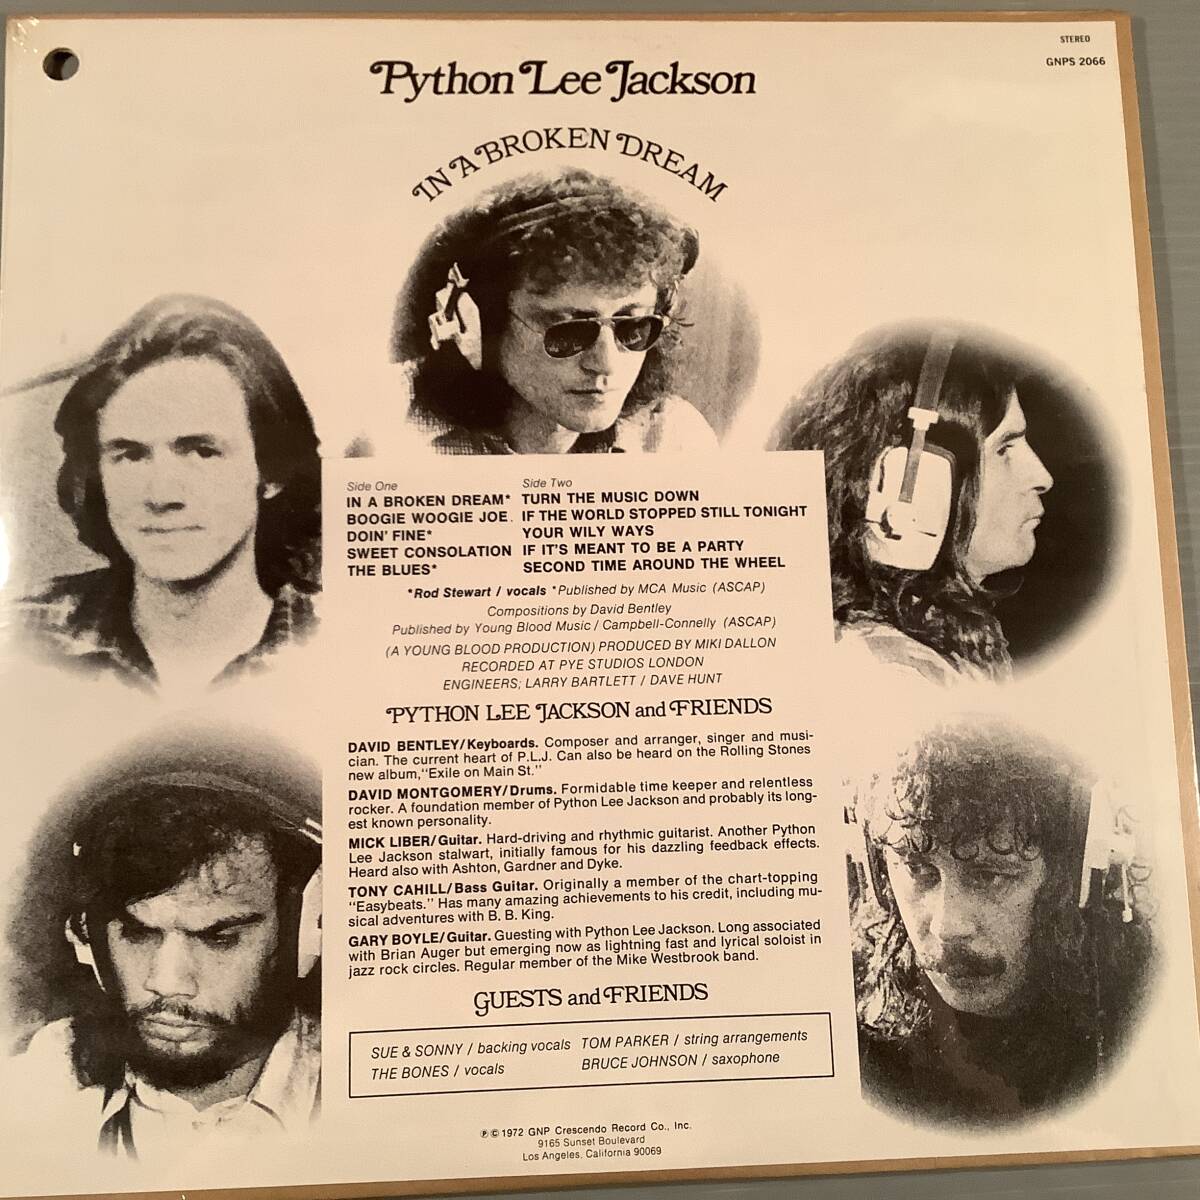 STEREO
GNPS 2066
Python Lee Jackson
IN A BROKEN DREAM
Side One
IN A BROKEN DREAM*
BOOGIE WOOGIE JOE
DOIN' FINE*
SWEET CONSOLATION
THE BLUES*
Side Two
TURN THE MUSIC DOWN
IF THE WORLD STOPPED STILL TONIGHT
YOUR WILY WAYS
IF IT'S MEANT TO BE A PARTY
SECOND TIME AROUND THE WHEEL
*Rod Stewart / vocals *Published by MCA Music (ASCAP)
Compositions by David Bentley
Published by Young Blood Music / Campbell-Connelly (ASCAP)
(A YOUNG BLOOD PRODUCTION) PRODUCED BY MIKI DALLON
RECORDED AT PYE STUDIOS LONDON
ENGINEERS; LARRY BARTLETT / DAVE HUNT
PYTHON LEE JACKSON and FRIENDS
DAVID BENTLEY/Keyboards. Composer and arranger, singer and musi-
cian. The current heart of P.L.J. Can also be heard on the Rolling Stones
new album,"Exile on Main St."
DAVID MONTGOMERY/Drums. Formidable time keeper and relentless
rocker. A foundation member of Python Lee Jackson and probably its long-
est known personality.
MICK LIBER/Guitar. Hard-driving and rhythmic guitarist. Another Python
Lee Jackson stalwart, initially famous for his dazzling feedback effects.
Heard also with Ashton, Gardner and Dyke.
TONY CAHILL/Bass Guitar. Originally a member of the chart-topping
"Easybeats." Has many amazing achievements to his credit, including mu-
sical adventures with B. B. King.
GARY BOYLE/Guitar. Guesting with Python Lee Jackson. Long associated
with Brian Auger but emerging now as lightning fast and lyrical soloist in
jazz rock circles. Regular member of the Mike Westbrook band.
GUESTS and FRIENDS
SUE & SONNY / backing vocals TOM PARKER / string arrangements
THE BONES / vocals BRUCE JOHNSON / saxophone
℗ © 1972 GNP Crescendo Record Co., Inc.
9165 Sunset Boulevard
Los Angeles, California 90069